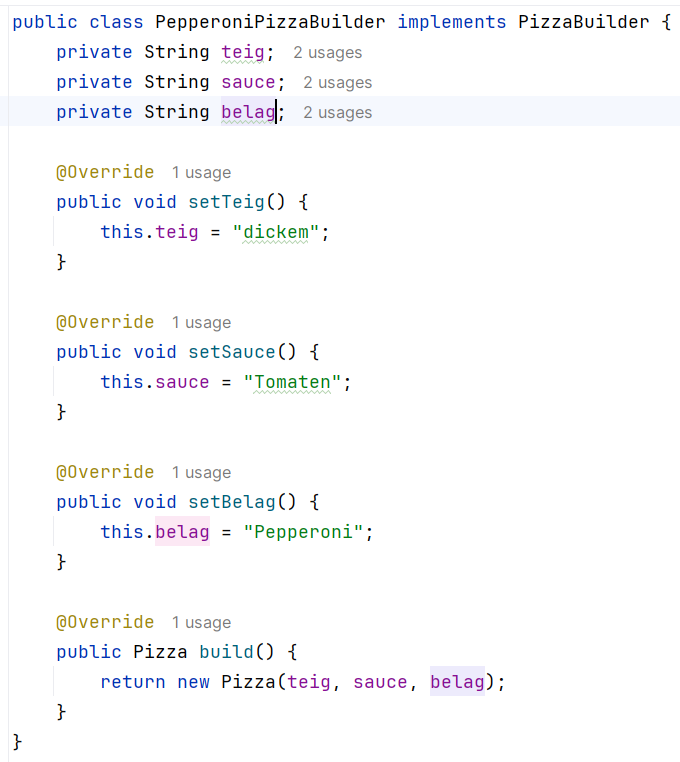 public class PepperoniPizzaBuilder implements PizzaBuilder {
    private String teig; 2 usages
    private String sauce; 2 usages
    private String belag; 2 usages
    @Override 1 usage
    public void setTeig() {
        this.teig = "dickem";
    }
    @Override 1 usage
    public void setSauce() {
        this.sauce = "Tomaten";
    }
    @Override 1 usage
    public void setBelag() {
        this.belag = "Pepperoni";
    }
    @Override 1 usage
    public Pizza build() {
        return new Pizza(teig, sauce, belag);
    }
}